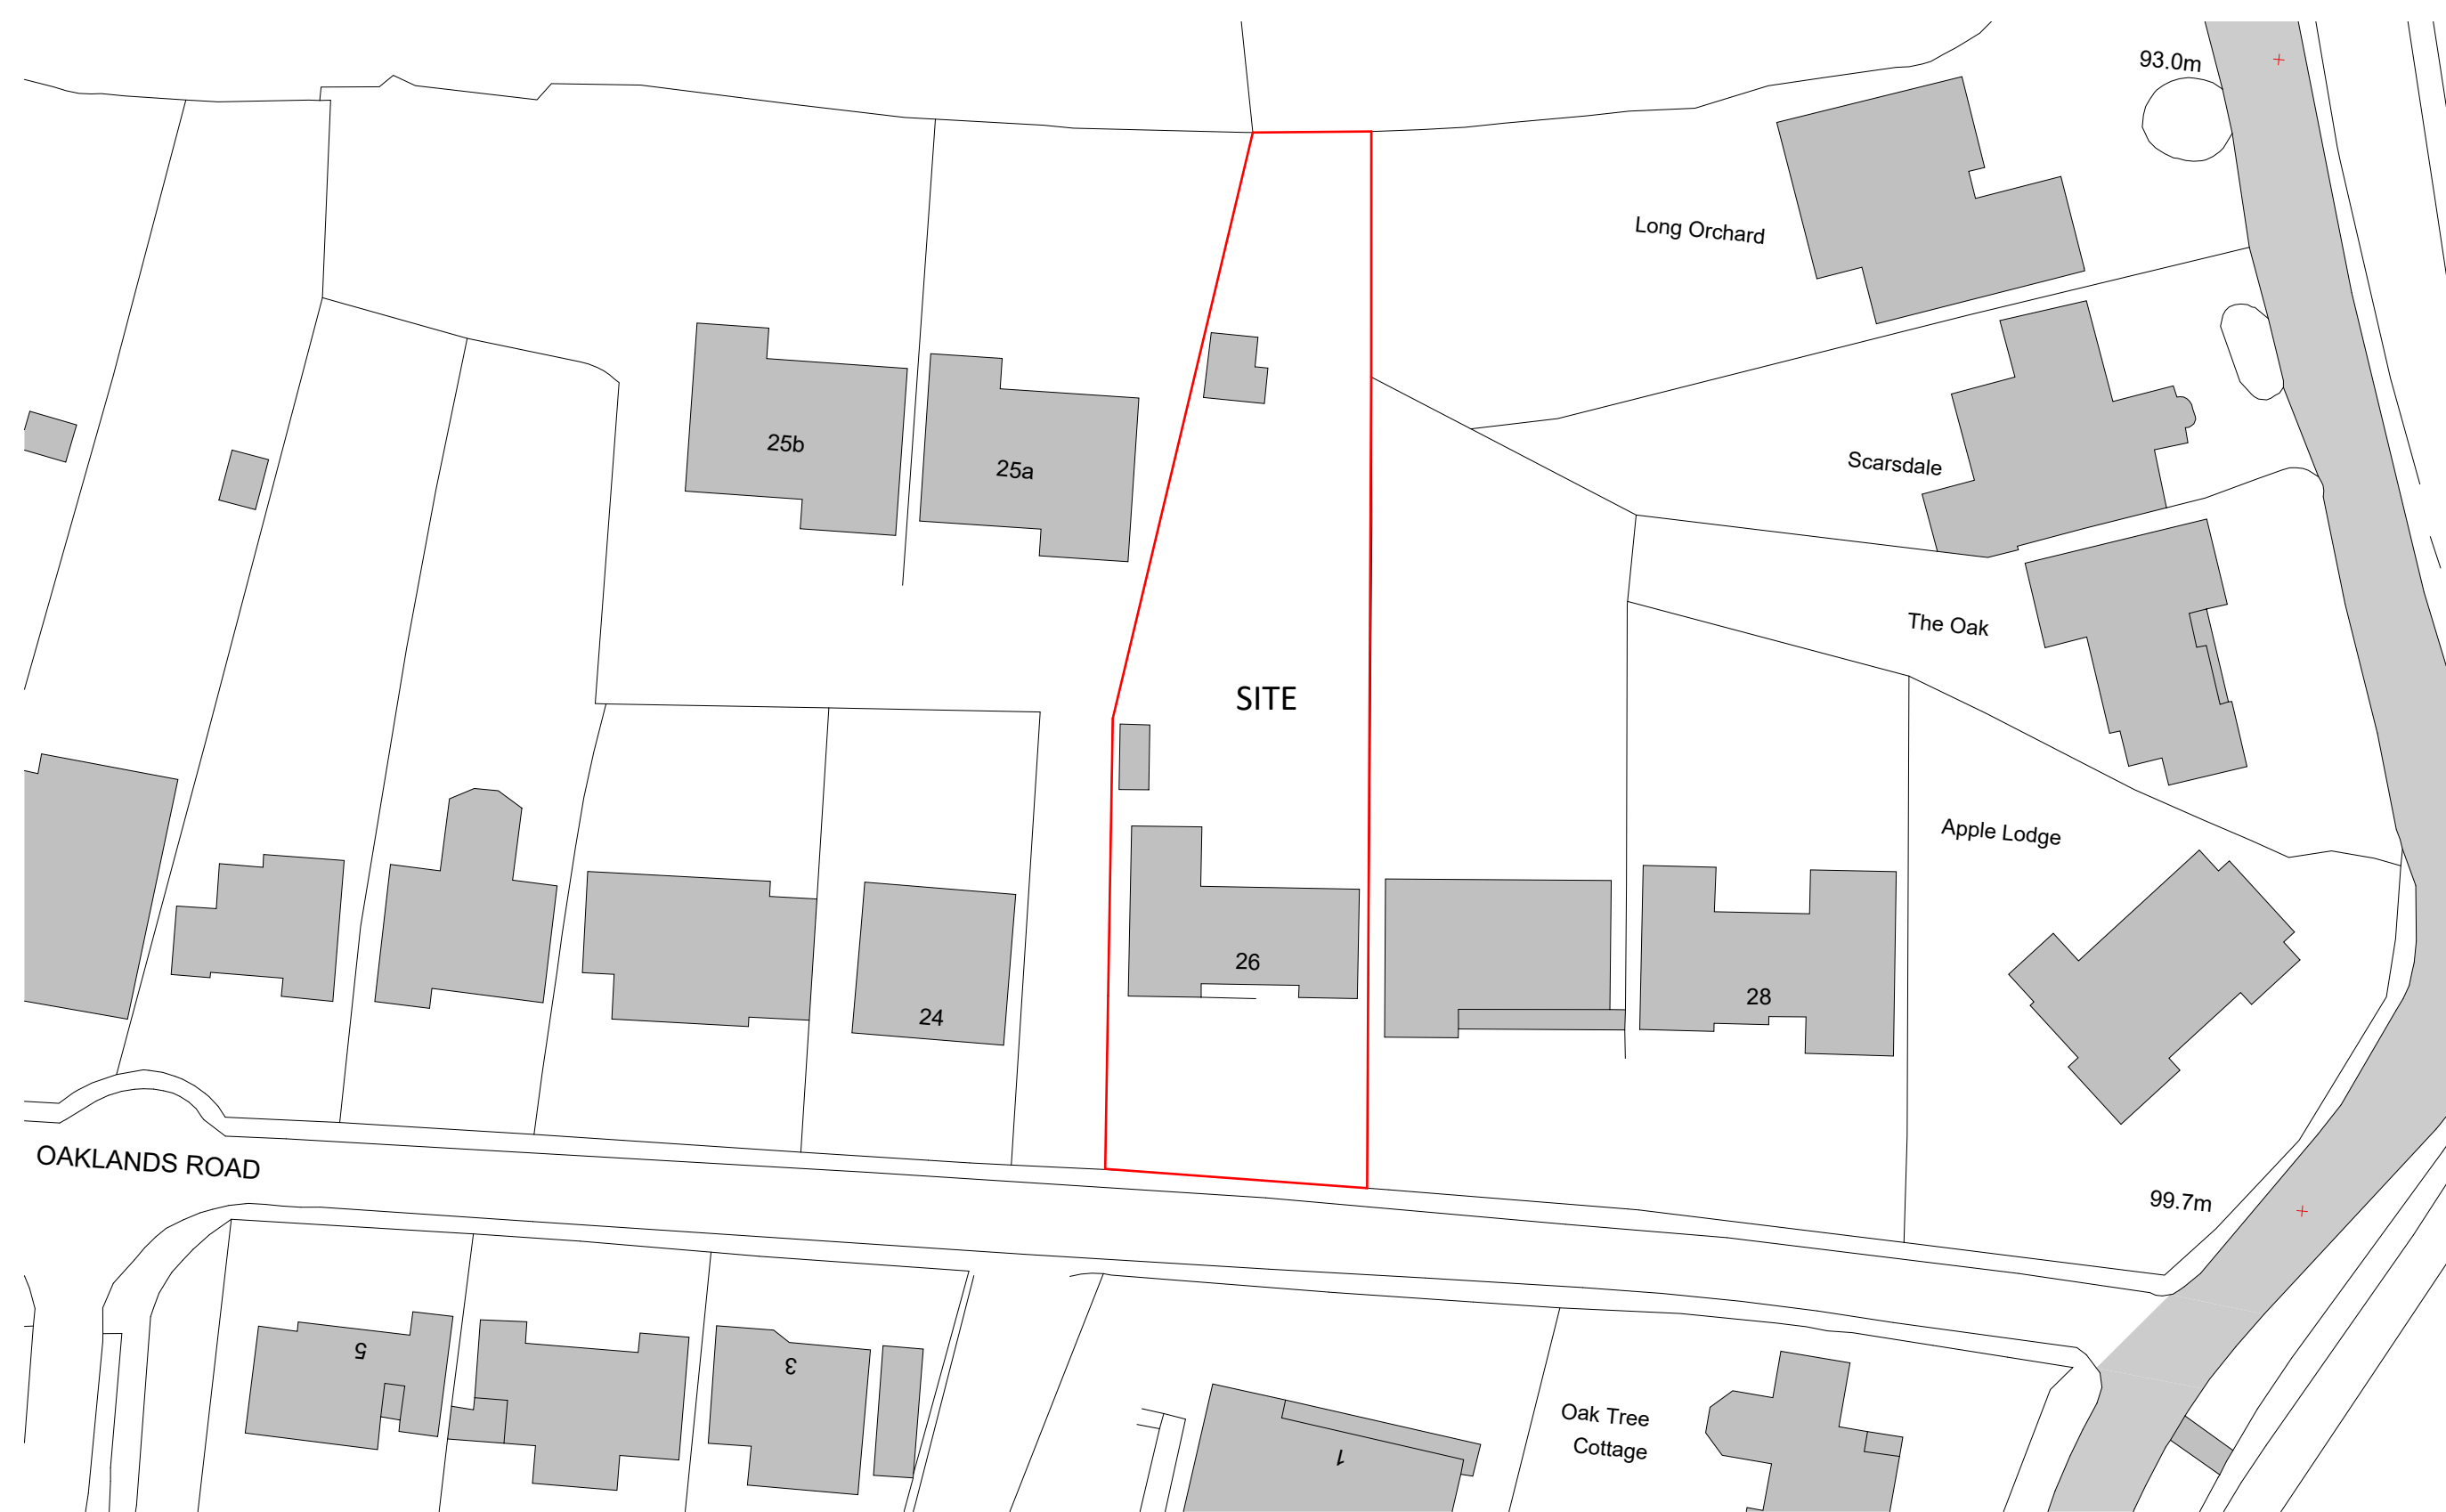 93.0m
Long Orchard
25b
25a
Scarsdale
The Oak
SITE
Apple Lodge
26
28
24
OAKLANDS ROAD
99.7m
5
3
1
Oak Tree
Cottage